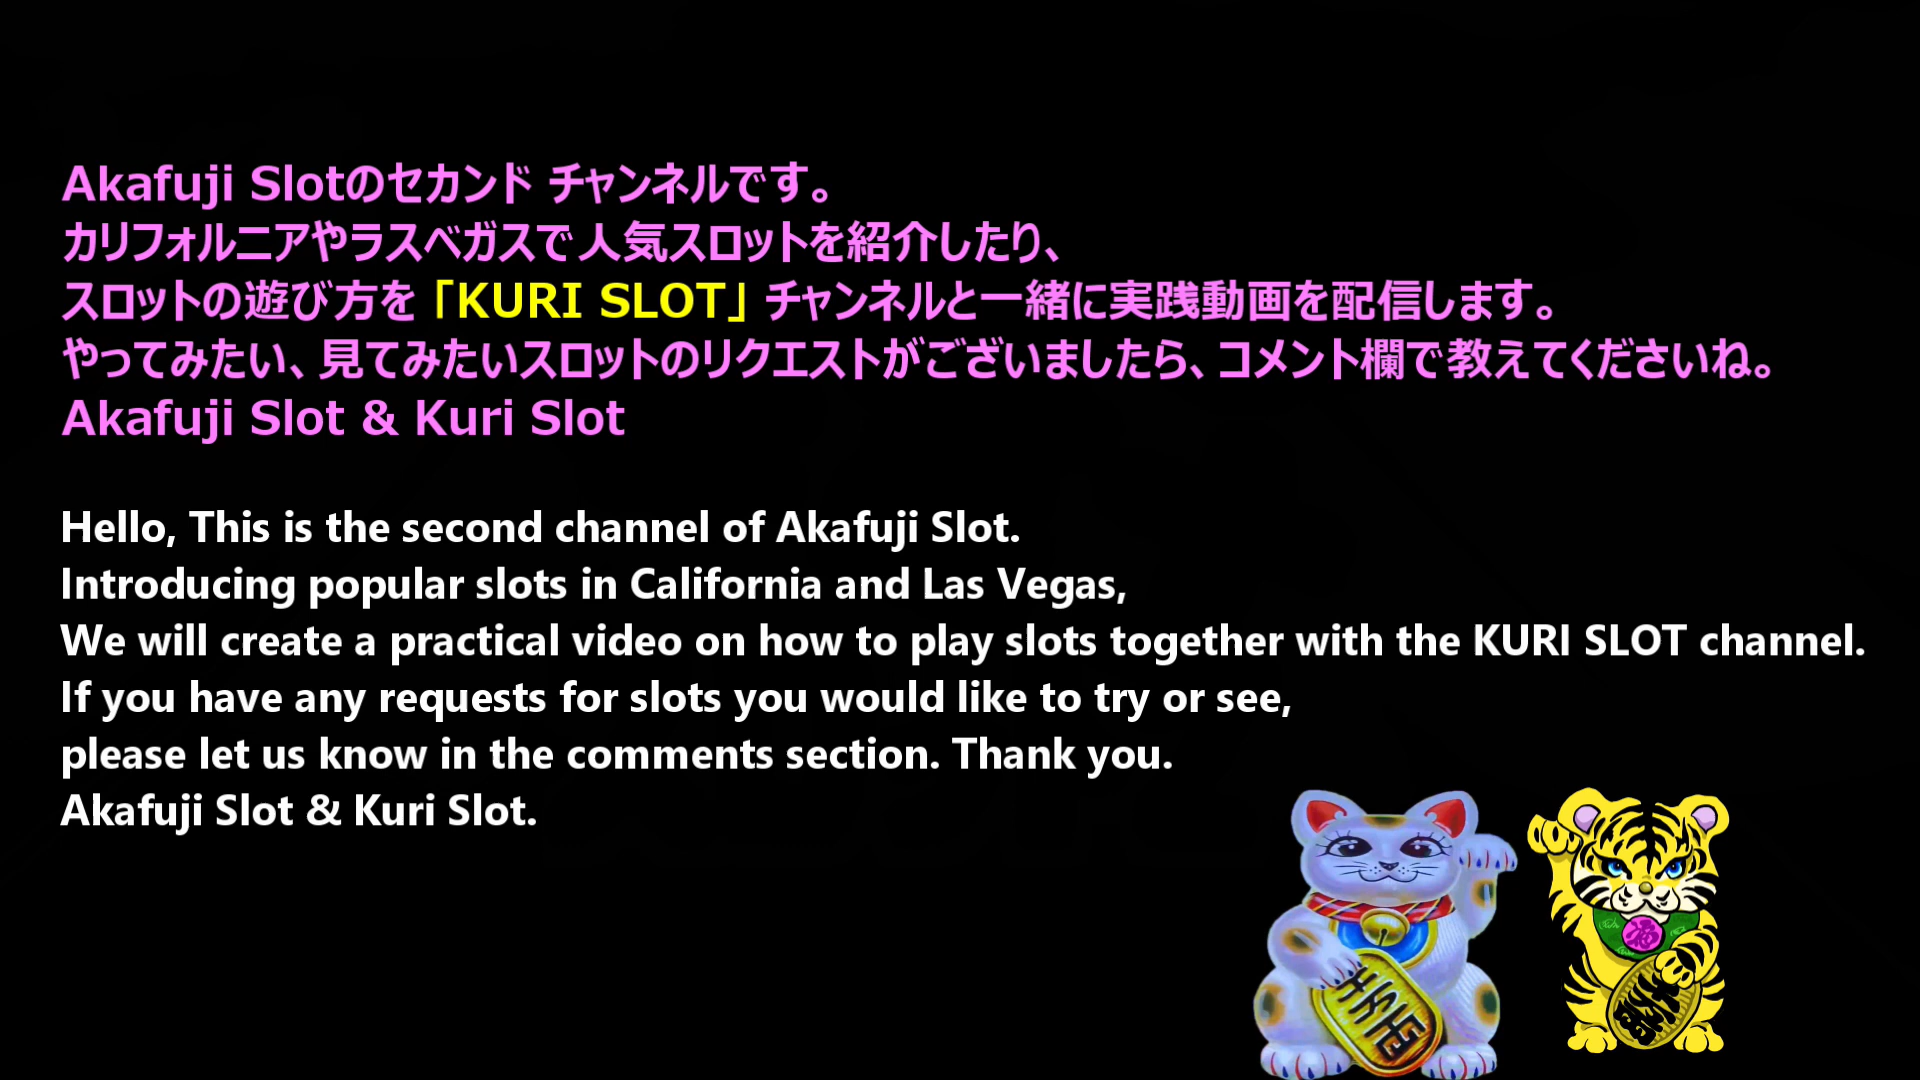 Akafuji Slotのセカンド チャンネルです。
カリフォルニアやラスベガスで人気スロットを紹介したり、
スロットの遊び方を「KURI SLOT」チャンネルと一緒に実践動画を配信します。
やってみたい、見てみたいスロットのリクエストがございましたら、コメント欄で教えてくださいね。
Akafuji Slot & Kuri Slot
Hello, This is the second channel of Akafuji Slot.
Introducing popular slots in California and Las Vegas,
We will create a practical video on how to play slots together with the KURI SLOT channel.
If you have any requests for slots you would like to try or see,
please let us know in the comments section. Thank you.
Akafuji Slot & Kuri Slot.
福